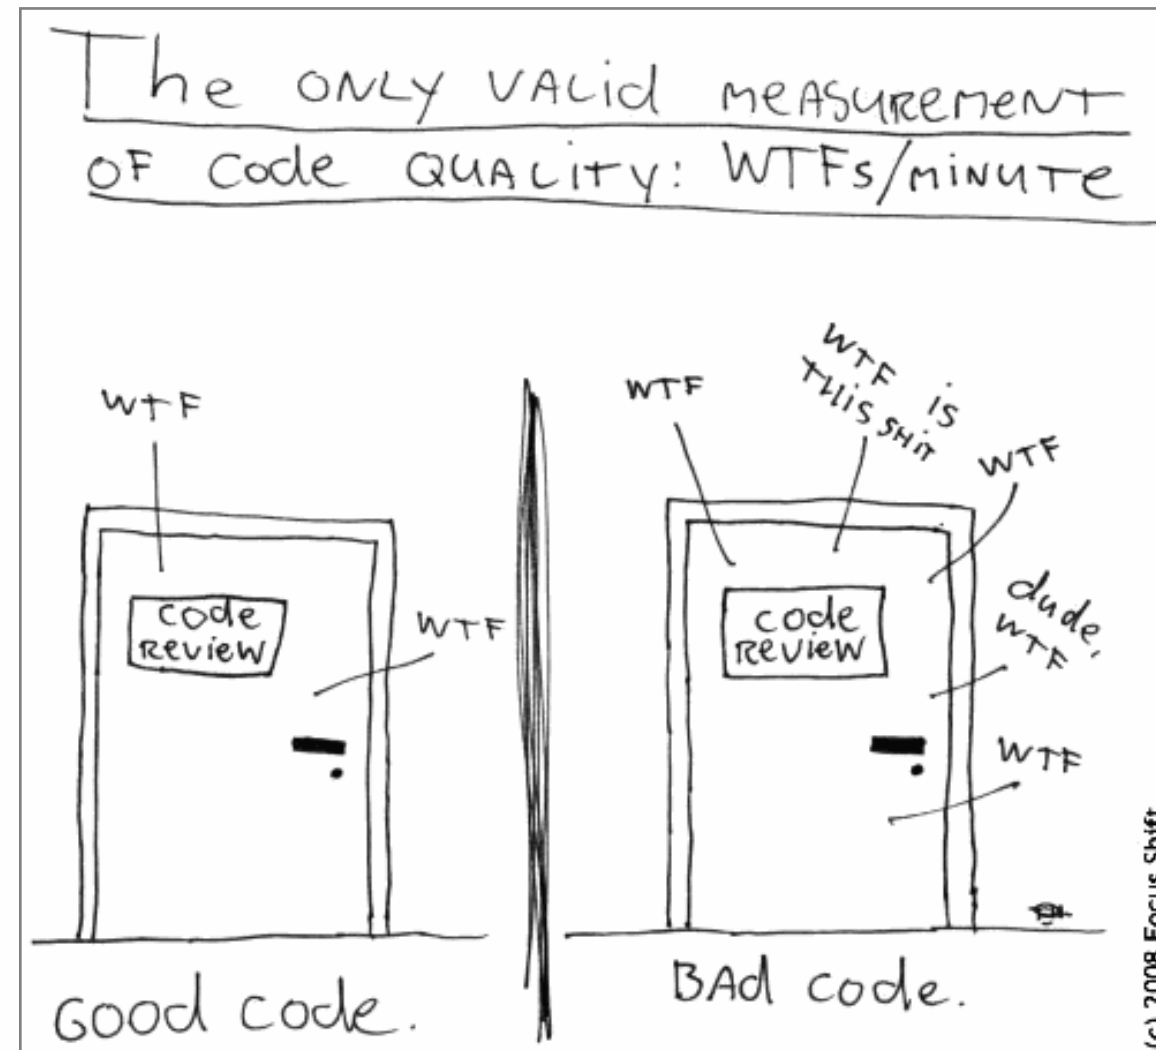 The ONLY VALid MEASUREMENT
OF Code QUALITY: WTFs/MINUTE
WTF
WTF
code
REVIEW
GOOD code.
WTF
WTF is
THIS SHIT
WTF
dude,
WTF
WTF
code
REVIEW
BAd code.
(c) 2008 Focus Shift